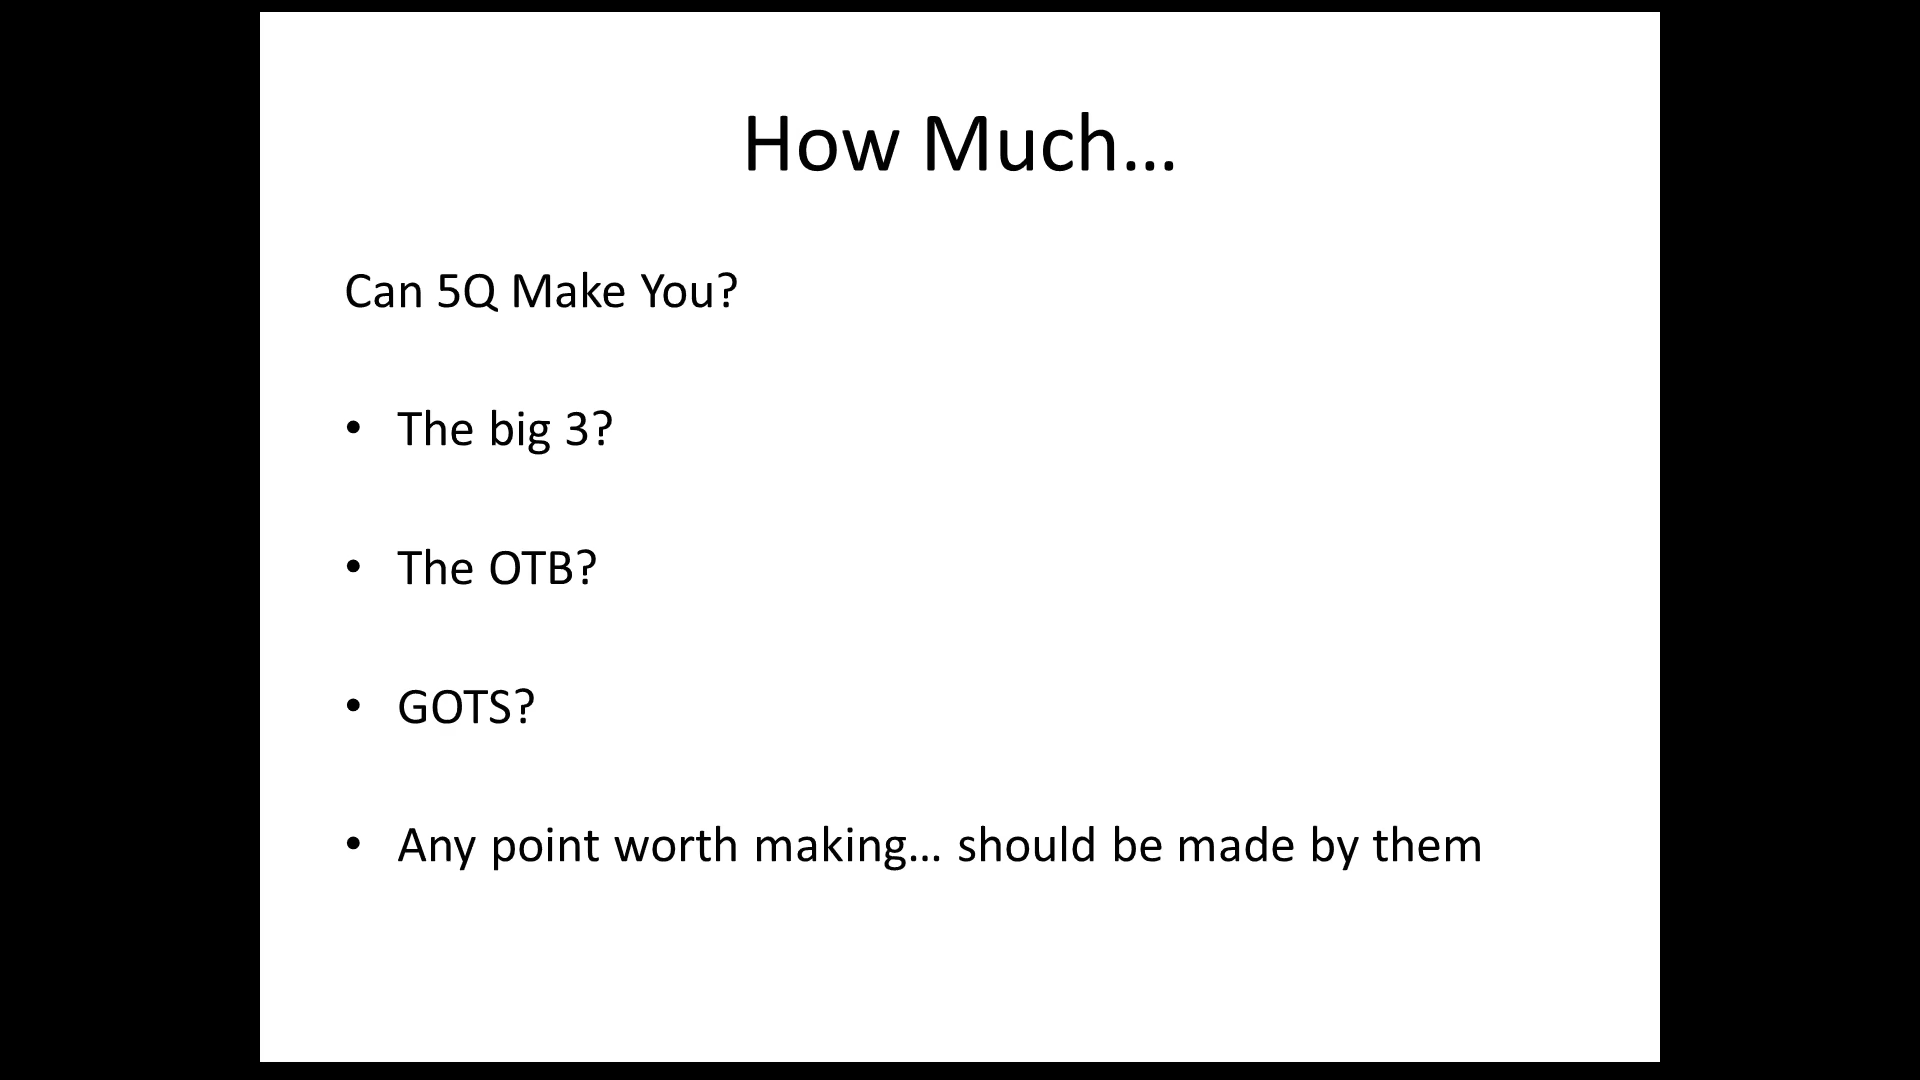 How Much...
Can 5Q Make You?
• The big 3?
• The OTB?
• GOTS?
• Any point worth making... should be made by them